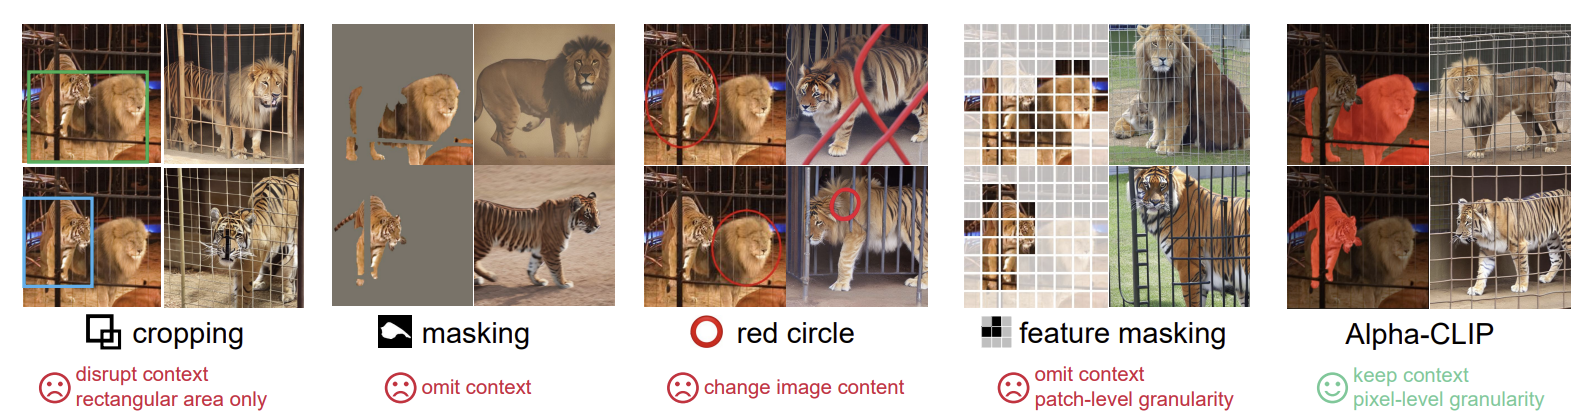 cropping
disrupt context
rectangular area only
masking
omit context
red circle
change image content
feature masking
omit context
patch-level granularity
Alpha-CLIP
keep context
pixel-level granularity